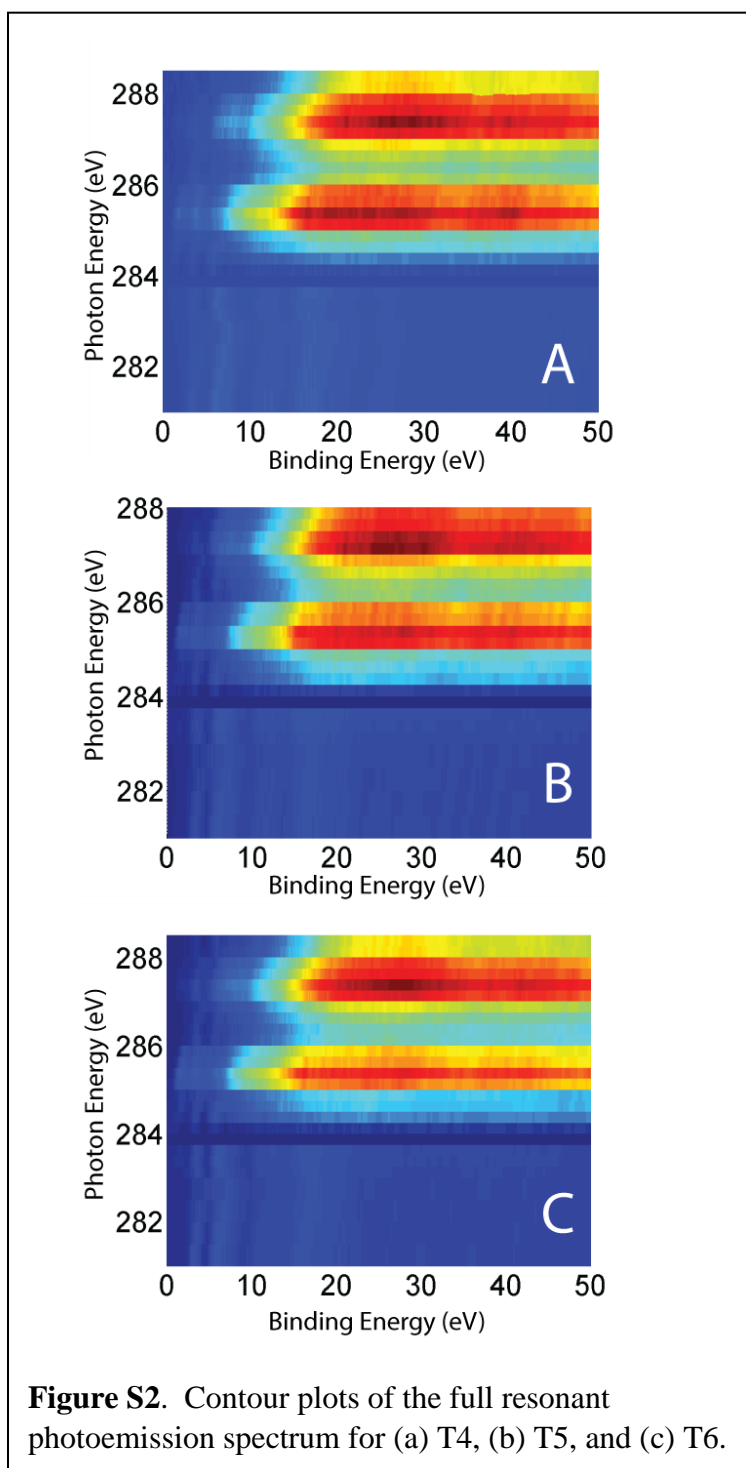 288
286
284
282
Photon Energy (eV)
A
0 10 20 30 40 50
Binding Energy (eV)
288
286
284
282
Photon Energy (eV)
B
0 10 20 30 40 50
Binding Energy (eV)
288
286
284
282
Photon Energy (eV)
C
0 10 20 30 40 50
Binding Energy (eV)
Figure S2. Contour plots of the full resonant
photoemission spectrum for (a) T4, (b) T5, and (c) T6.